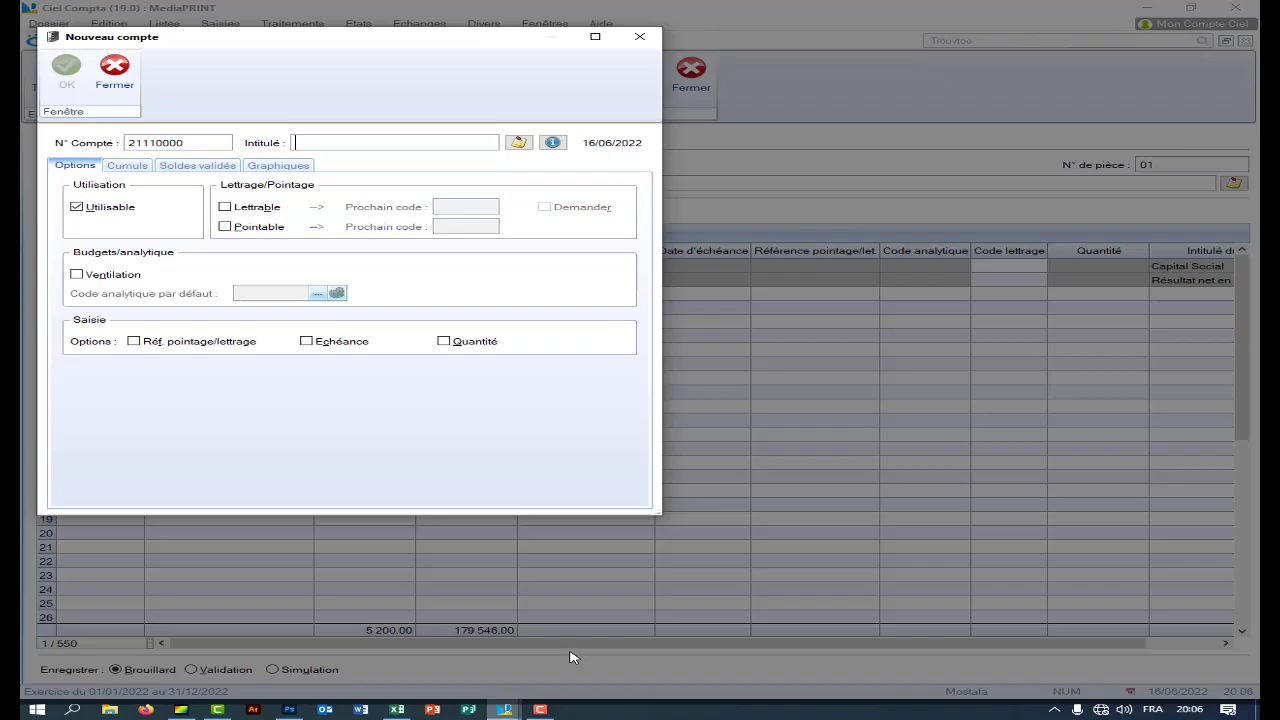 Ciel Compta (19.0) : MediaPRINT
Dossier Edition Listes Saisies Traitements Etats Echanges Divers Fenêtres Aide
Mon Compte Ciel
Nouveau compte
Trouvtou
OK Fermer
Fermer
Fenêtre
N° Compte : 21110000 Intitulé : 16/06/2022
N° de pièce : 01
Options Cumuls Soldes validés Graphiques
Utilisation
Utilisable
Lettrage/Pointage
Lettrable --> Prochain code : Demander
Pointable --> Prochain code :
Budgets/analytique
Ventilation
Code analytique par défaut : ...
Saisie
Options : Réf. pointage/lettrage Echéance Quantité
Date d'échéance Référence pointage/let. Code analytique Code lettrage Quantité Intitulé d
Capital Social
Résultat net en
19
20
21
22
23
24
25
26
5 200,00 179 546,00
1 / 550
Enregistrer : Brouillard Validation Simulation
Exercice du 01/01/2022 au 31/12/2022 Mostafa NUM 16/06/2022 20:06
FRA 20:06